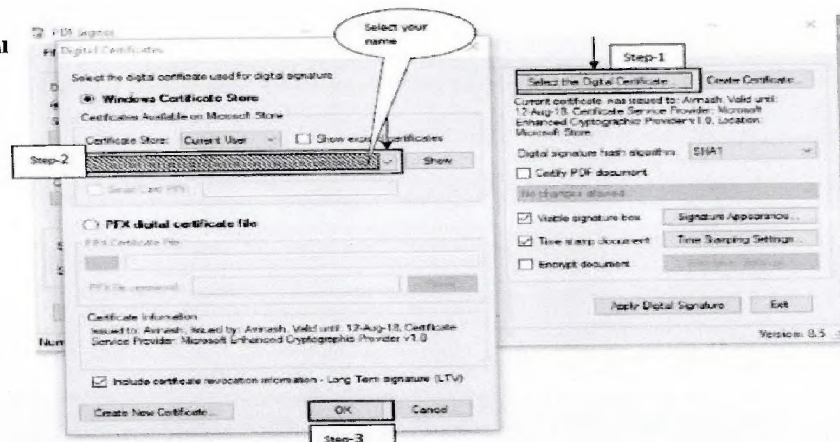 PDF Signer
Digital Certificates
Select your
name
Select the digital certificate used for digital signature
Windows Certificate Store
Certificates Available on Microsoft Store
Certificate Store: Current User Show expired certificates
Step-2
Show
Smart Card PIN:
PFX digital certificate file
PFX Certificate File
PFX file password:
Certificate Information
Issued to: Avinash, Issued by: Avinash, Valid until: 12-Aug-18, Certificate
Service Provider: Microsoft Enhanced Cryptographic Provider v1.0
Include certificate revocation information - Long Term signature (LTV)
Create New Certificate...
OK
Cancel
Step-3
Step-1
Select the Digital Certificate
Create Certificate...
Current certificate was issued to: Avinash, Valid until:
12-Aug-18, Certificate Service Provider: Microsoft
Enhanced Cryptographic Provider v1.0, Location:
Microsoft Store.
Digital signature hash algorithm: SHA1
Certify PDF document
No changes allowed
Visible signature box
Signature Appearance...
Time stamp document
Time Stamping Settings...
Encrypt document
Apply Digital Signature
Exit
Version: 8.5
Num